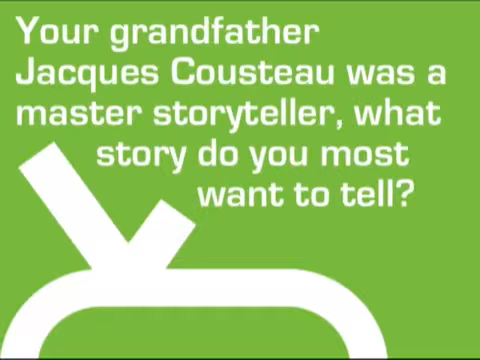 Your grandfather
Jacques Cousteau was a
master storyteller, what
story do you most
want to tell?